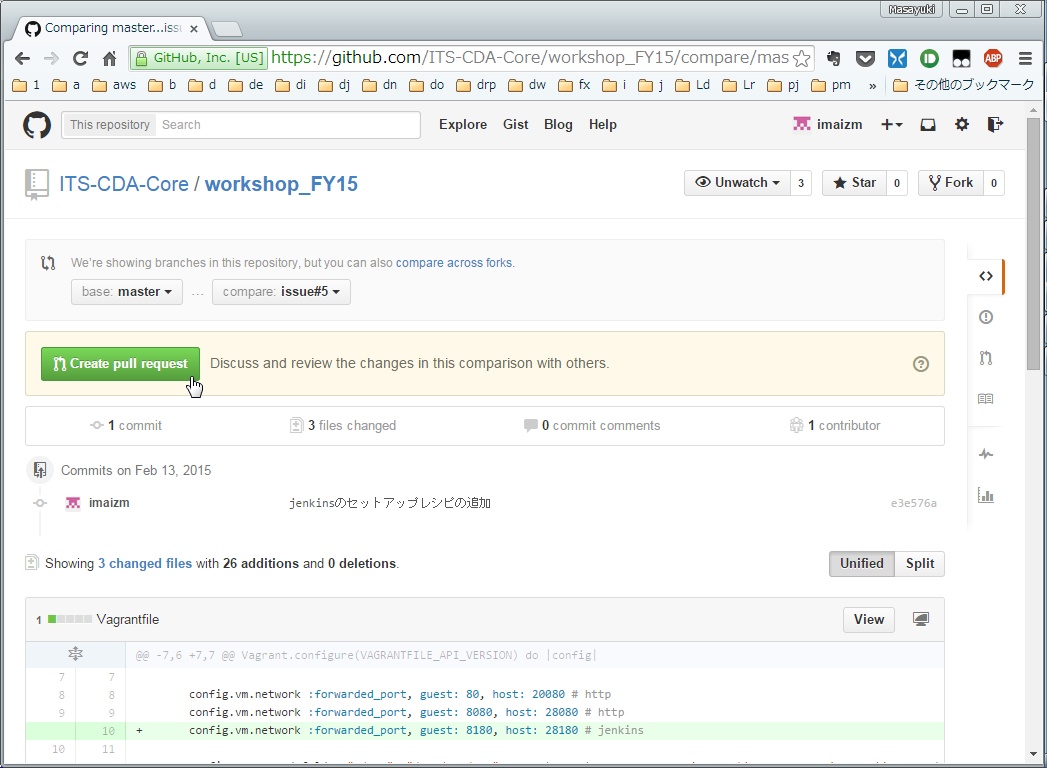 Masayuki
Comparing master...issu
GitHub, Inc. [US] https://github.com/ITS-CDA-Core/workshop_FY15/compare/mas
ABP
1 a aws b d de di dj dn do drp dw fx i j Ld Lr pj pm » その他のブックマーク
This repository Search Explore Gist Blog Help imaizm
ITS-CDA-Core / workshop_FY15 Unwatch 3 Star 0 Fork 0
We're showing branches in this repository, but you can also compare across forks.
base: master ... compare: issue#5
Create pull request Discuss and review the changes in this comparison with others.
1 commit 3 files changed 0 commit comments 1 contributor
Commits on Feb 13, 2015
imaizm jenkinsのセットアップレシピの追加 e3e576a
Showing 3 changed files with 26 additions and 0 deletions. Unified Split
1 Vagrantfile View
@@ -7,6 +7,7 @@ Vagrant.configure(VAGRANTFILE_API_VERSION) do |config|
7 7
8 8 config.vm.network :forwarded_port, guest: 80, host: 20080 # http
9 9 config.vm.network :forwarded_port, guest: 8080, host: 28080 # http
10 + config.vm.network :forwarded_port, guest: 8180, host: 28180 # jenkins
10 11